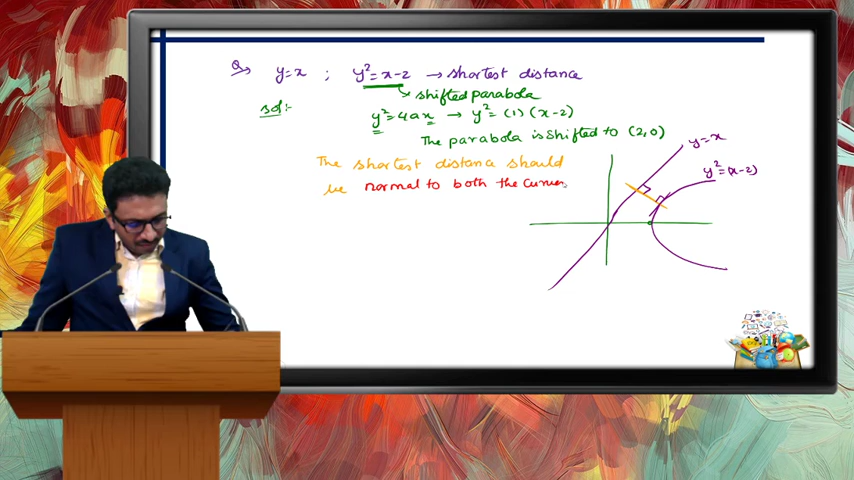 Q→ y=x ; y²=x-2 → shortest distance
↳ shifted parabola
sol:-
y²=4ax → y²=(1)(x-2)
The parabola is shifted to (2,0)
The shortest distance should
be normal to both the curves
y=x
y²=(x-2)